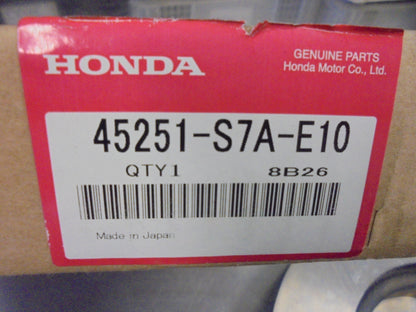 HONDA
GENUINE PARTS
Honda Motor Co., Ltd.
45251-S7A-E10
QTY1 8B26
Made in Japan